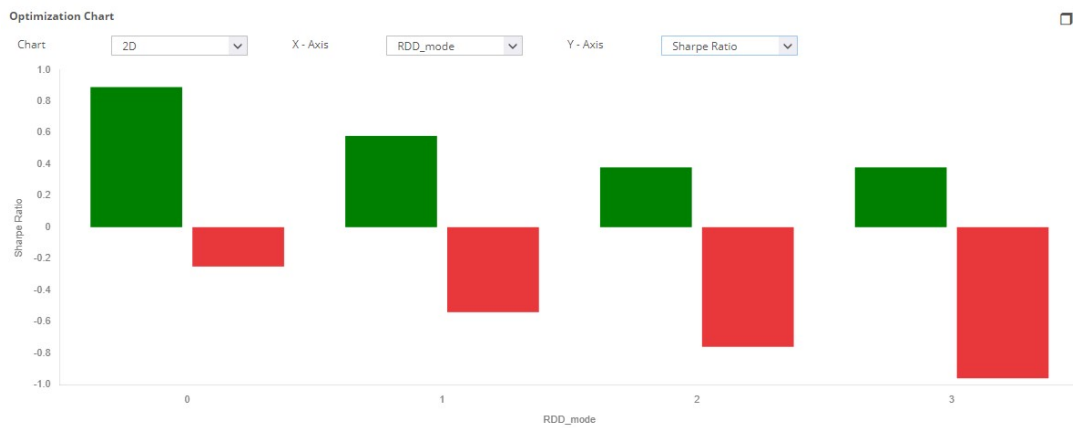 Optimization Chart
Chart 2D X - Axis RDD_mode Y - Axis Sharpe Ratio
1.0
0.8
0.6
0.4
0.2
0
-0.2
-0.4
-0.6
-0.8
-1.0
Sharpe Ratio
0 1 2 3
RDD_mode